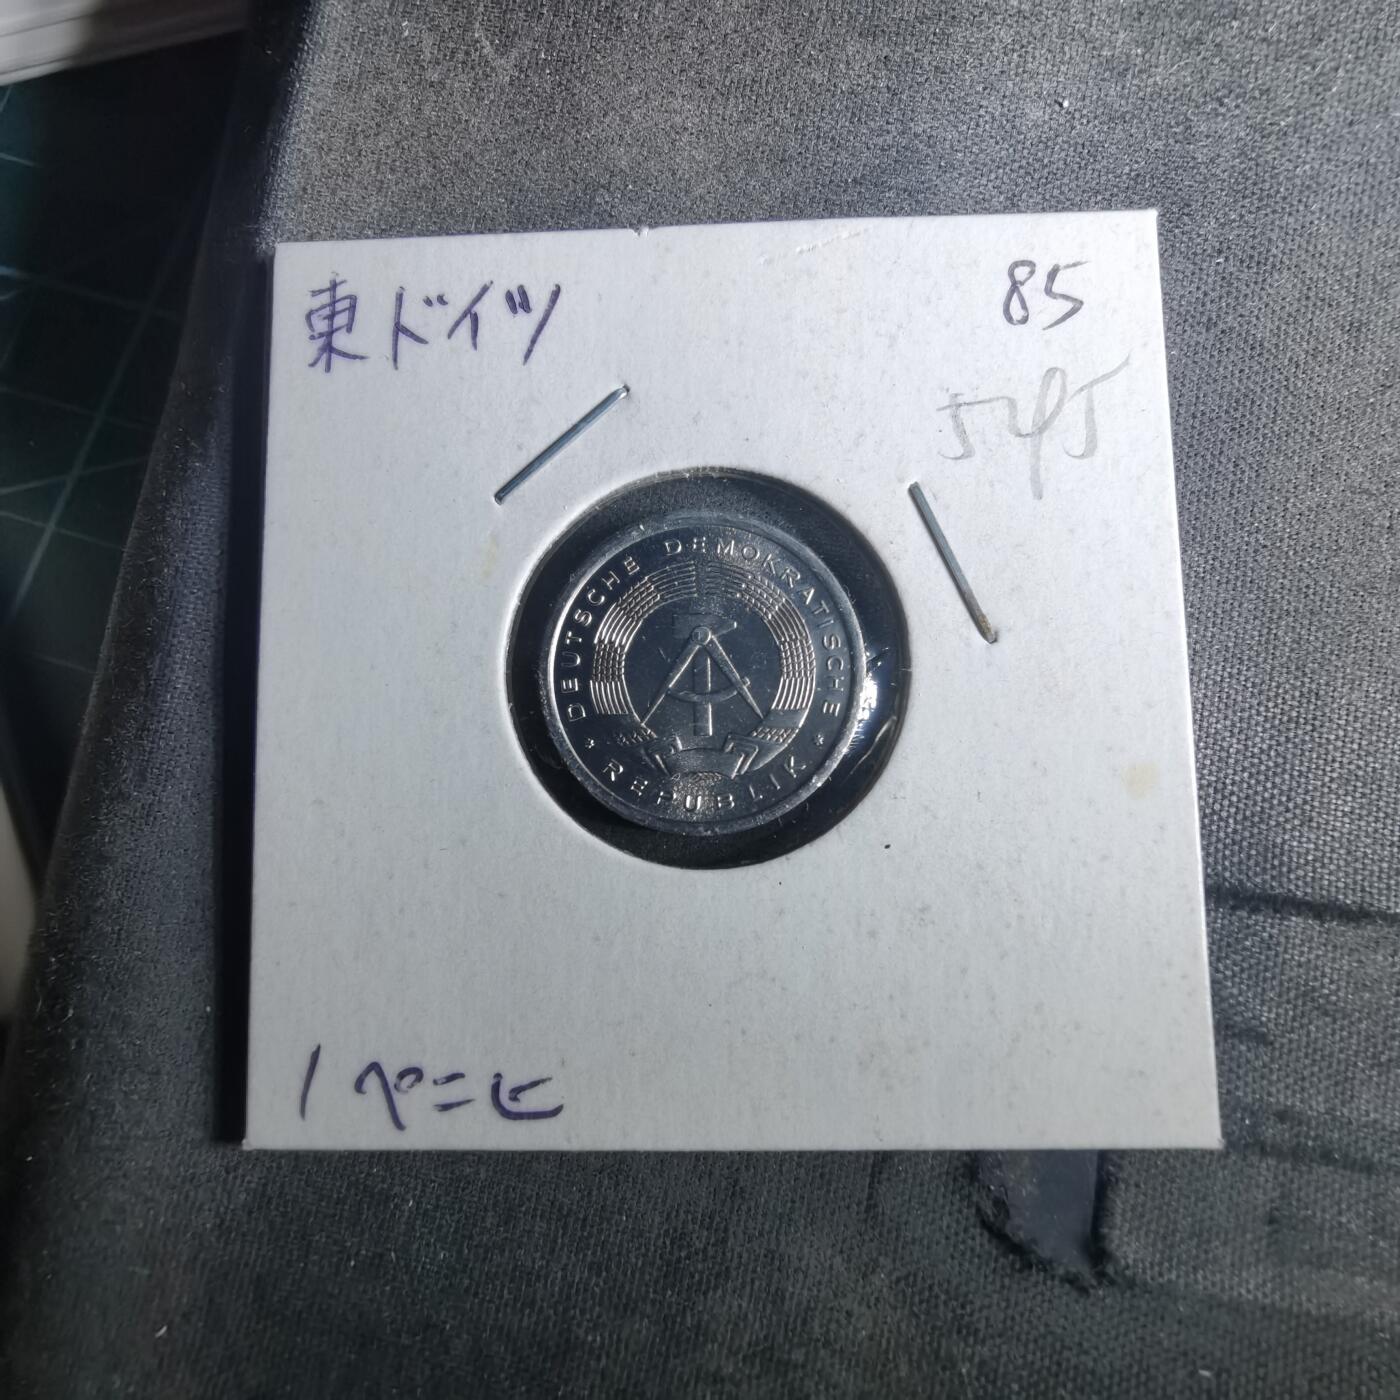 東ドイツ
85
DEUTSCHE DEMOKRATISCHE
* REPUBLIK *
1 ペニヒ